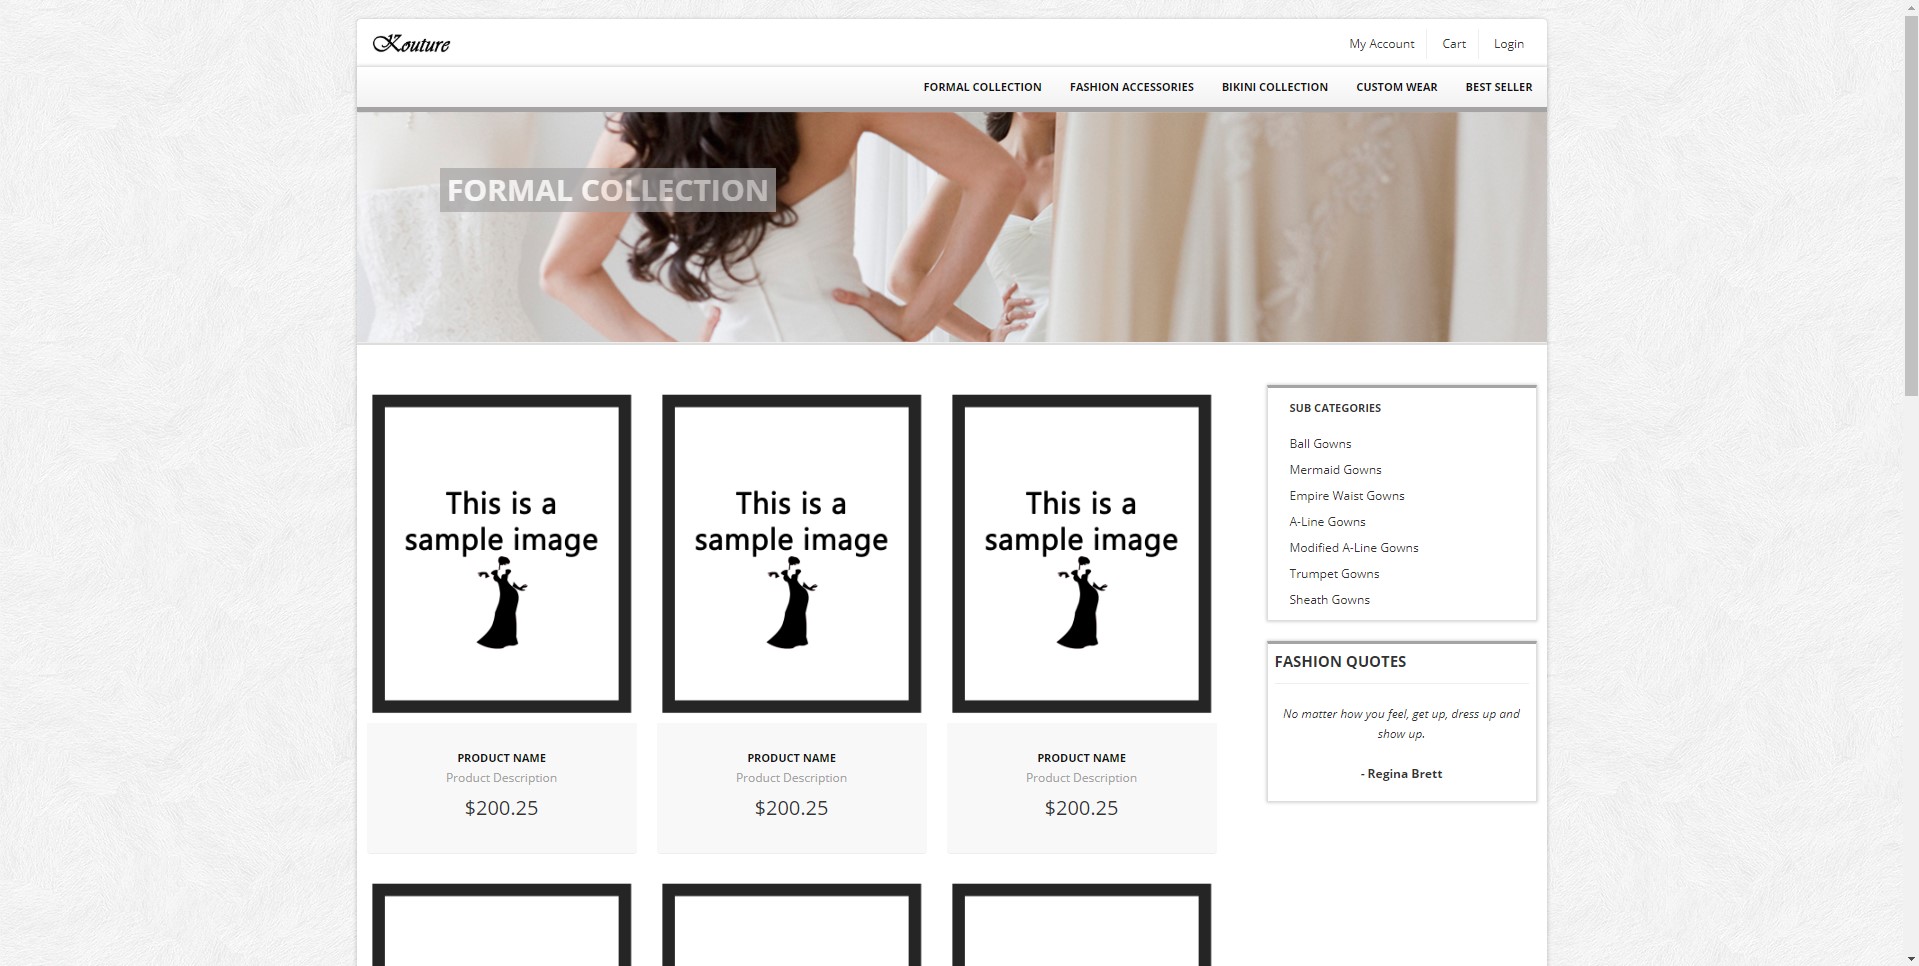 Kouture
My Account
Cart
Login
FORMAL COLLECTION
FASHION ACCESSORIES
BIKINI COLLECTION
CUSTOM WEAR
BEST SELLER
FORMAL COLLECTION
This is a
sample image
PRODUCT NAME
Product Description
$200.25
This is a
sample image
PRODUCT NAME
Product Description
$200.25
This is a
sample image
PRODUCT NAME
Product Description
$200.25
SUB CATEGORIES
Ball Gowns
Mermaid Gowns
Empire Waist Gowns
A-Line Gowns
Modified A-Line Gowns
Trumpet Gowns
Sheath Gowns
FASHION QUOTES
No matter how you feel, get up, dress up and
show up.
- Regina Brett